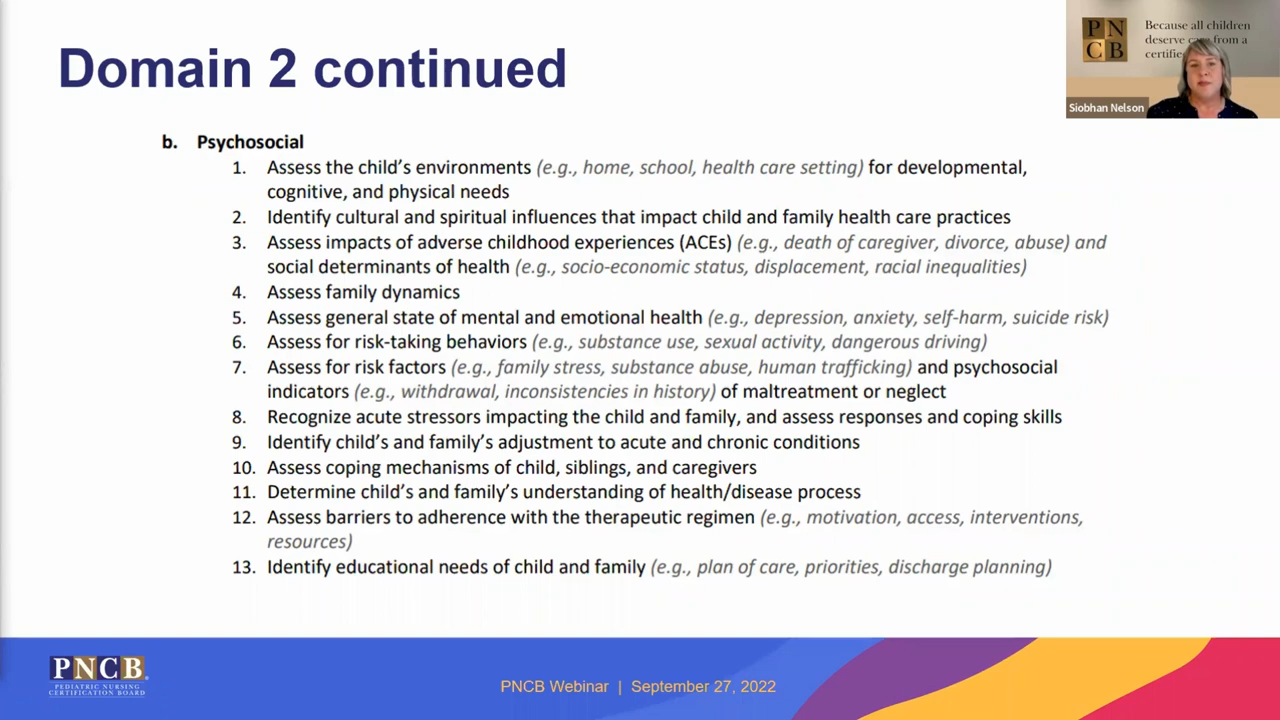 Domain 2 continued
PN
CB
Because all children
deserve care from a
certifie
Siobhan Nelson
b. Psychosocial
1. Assess the child's environments (e.g., home, school, health care setting) for developmental,
cognitive, and physical needs
2. Identify cultural and spiritual influences that impact child and family health care practices
3. Assess impacts of adverse childhood experiences (ACEs) (e.g., death of caregiver, divorce, abuse) and
social determinants of health (e.g., socio-economic status, displacement, racial inequalities)
4. Assess family dynamics
5. Assess general state of mental and emotional health (e.g., depression, anxiety, self-harm, suicide risk)
6. Assess for risk-taking behaviors (e.g., substance use, sexual activity, dangerous driving)
7. Assess for risk factors (e.g., family stress, substance abuse, human trafficking) and psychosocial
indicators (e.g., withdrawal, inconsistencies in history) of maltreatment or neglect
8. Recognize acute stressors impacting the child and family, and assess responses and coping skills
9. Identify child's and family's adjustment to acute and chronic conditions
10. Assess coping mechanisms of child, siblings, and caregivers
11. Determine child's and family's understanding of health/disease process
12. Assess barriers to adherence with the therapeutic regimen (e.g., motivation, access, interventions,
resources)
13. Identify educational needs of child and family (e.g., plan of care, priorities, discharge planning)
PNCB®
PEDIATRIC NURSING
CERTIFICATION BOARD
PNCB Webinar | September 27, 2022